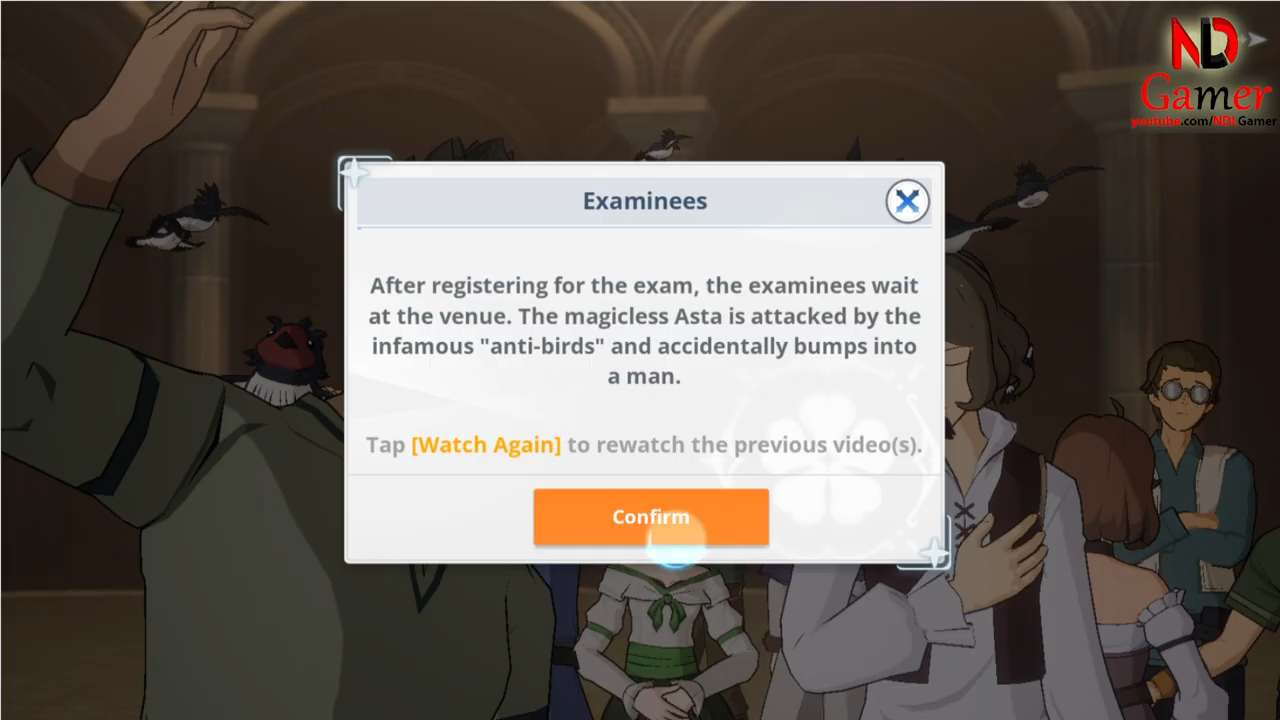 ND
Gamer
youtube.com/NDLGamer
Examinees
After registering for the exam, the examinees wait
at the venue. The magicless Asta is attacked by the
infamous "anti-birds" and accidentally bumps into
a man.
Tap [Watch Again] to rewatch the previous video(s).
Confirm